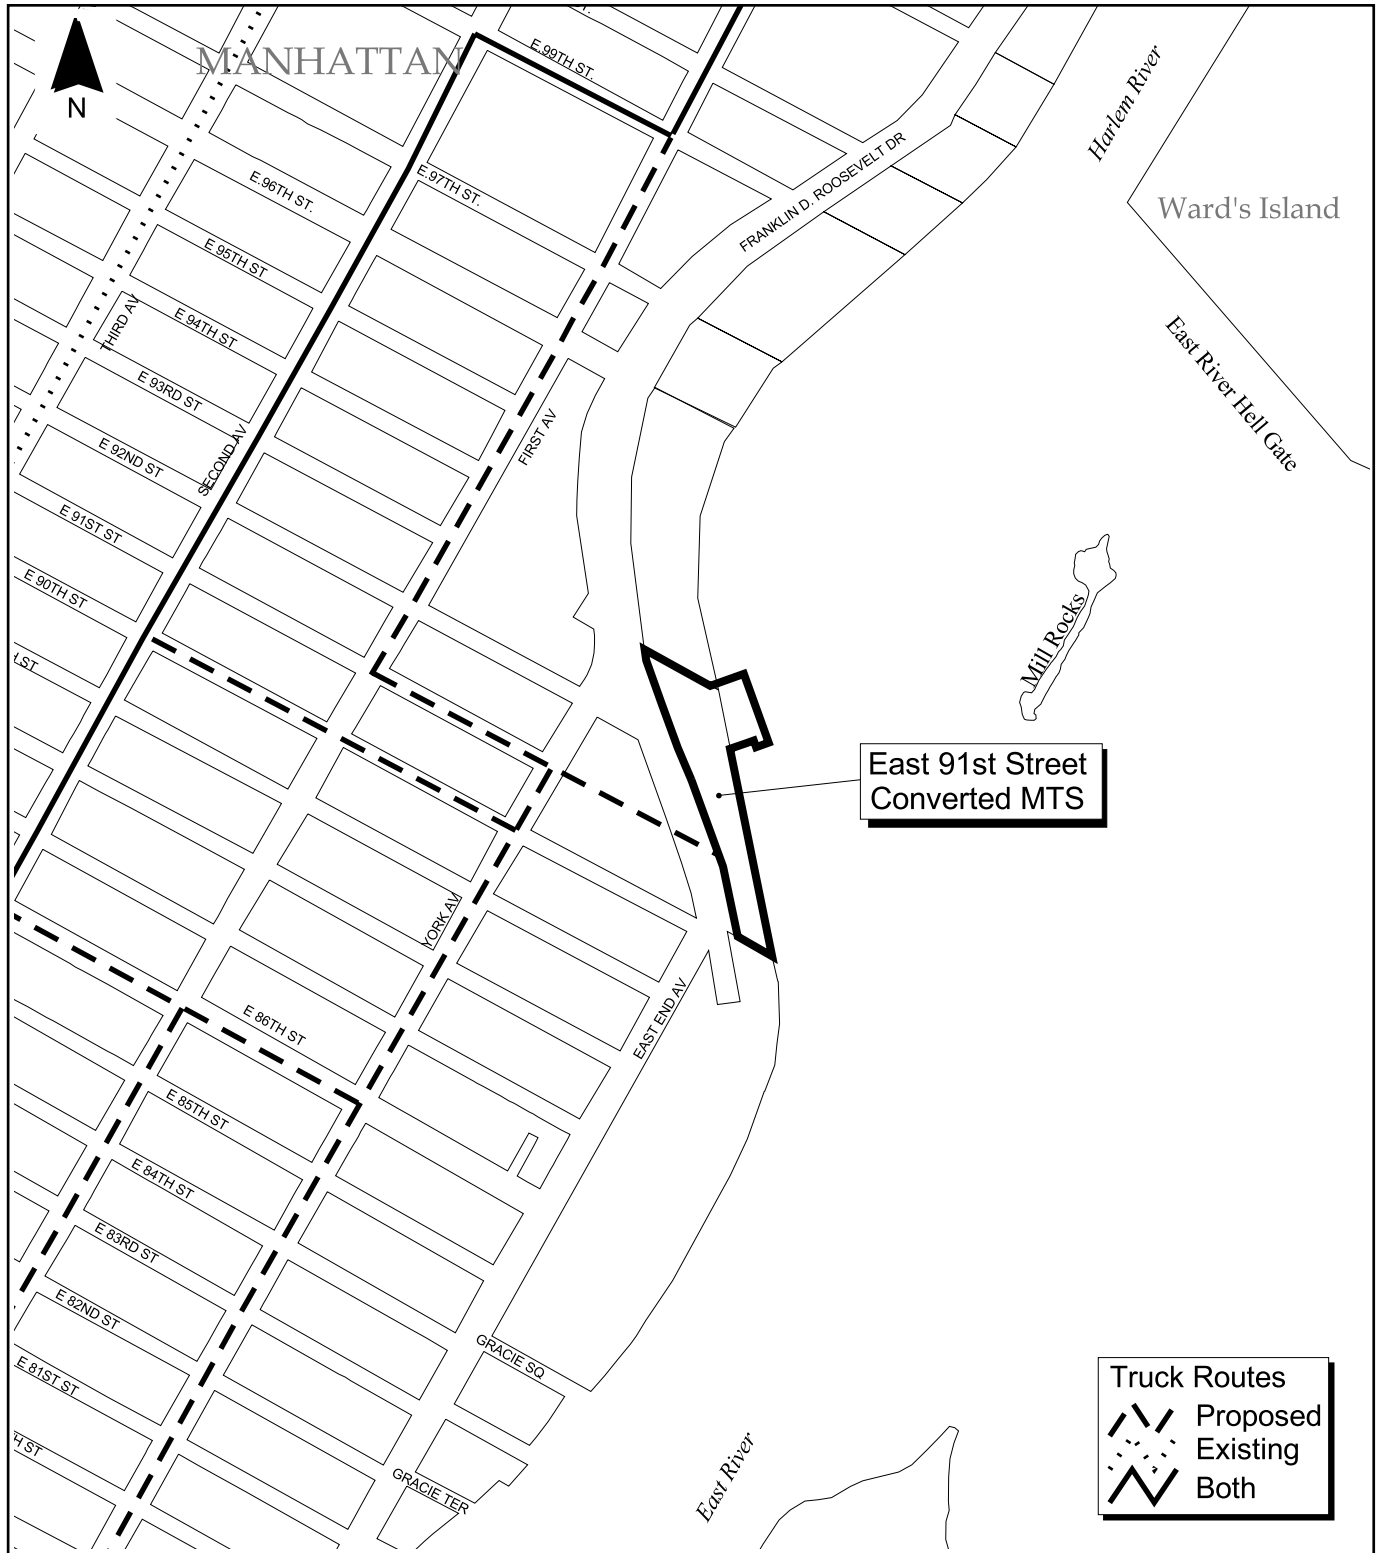 MANHATTAN
N
E.99TH ST.
E.97TH ST.
E.96TH ST.
E 95TH ST
E 94TH ST
E 93RD ST
E 92ND ST
E 91ST ST
E 90TH ST
THIRD AV
SECOND AV
FIRST AV
FRANKLIN D. ROOSEVELT DR
Harlem River
Ward's Island
East River Hell Gate
Mill Rocks
East 91st Street
Converted MTS
YORK AV
EAST END AV
E 86TH ST
E 85TH ST
E 84TH ST
E 83RD ST
E 82ND ST
E 81ST ST
H ST
GRACIE SQ
GRACIE TER
East River
Truck Routes
Proposed
Existing
Both